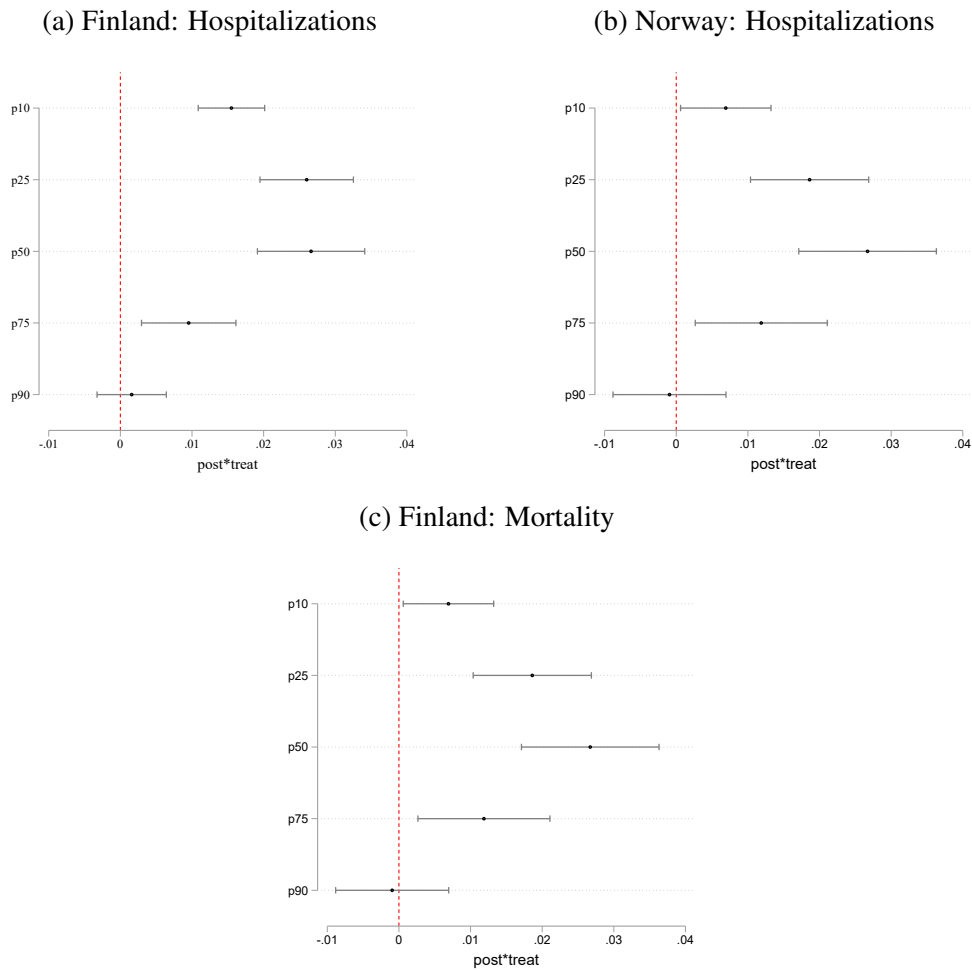 (a) Finland: Hospitalizations
(b) Norway: Hospitalizations
p10
p25
p50
p75
p90
-.01 0 .01 .02 .03 .04
post*treat
p10
p25
p50
p75
p90
-.01 0 .01 .02 .03 .04
post*treat
(c) Finland: Mortality
p10
p25
p50
p75
p90
-.01 0 .01 .02 .03 .04
post*treat